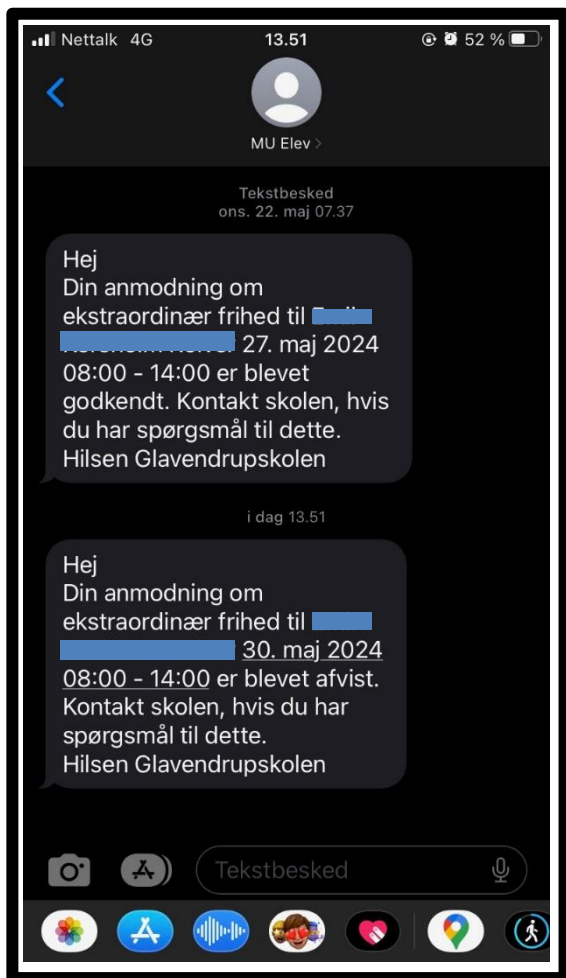 Nettalk 4G
13.51
52 %
MU Elev
Tekstbesked
ons. 22. maj 07.37
Hej
Din anmodning om
ekstraordinær frihed til
27. maj 2024
08:00 - 14:00 er blevet
godkendt. Kontakt skolen, hvis
du har spørgsmål til dette.
Hilsen Glavendrupskolen
i dag 13.51
Hej
Din anmodning om
ekstraordinær frihed til
30. maj 2024
08:00 - 14:00 er blevet afvist.
Kontakt skolen, hvis du har
spørgsmål til dette.
Hilsen Glavendrupskolen
Tekstbesked